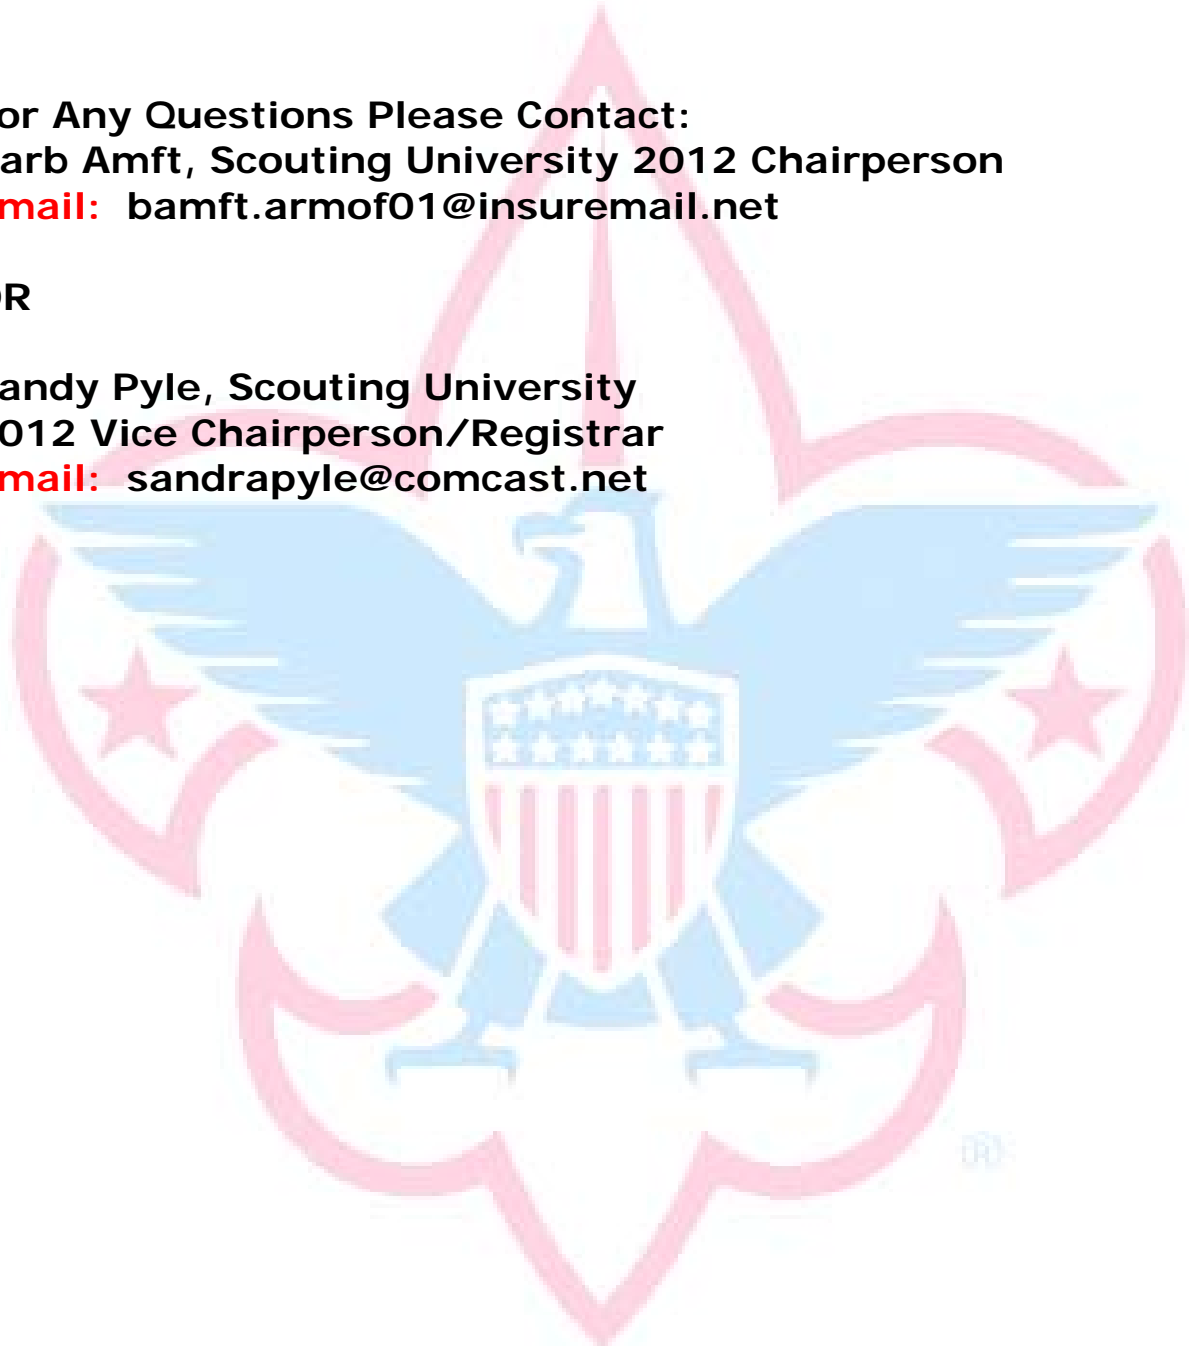 or Any Questions Please Contact:
arb Amft, Scouting University 2012 Chairperson
mail: bamft.armof01@insuremail.net
OR
andy Pyle, Scouting University
012 Vice Chairperson/Registrar
mail: sandrapyle@comcast.net
®